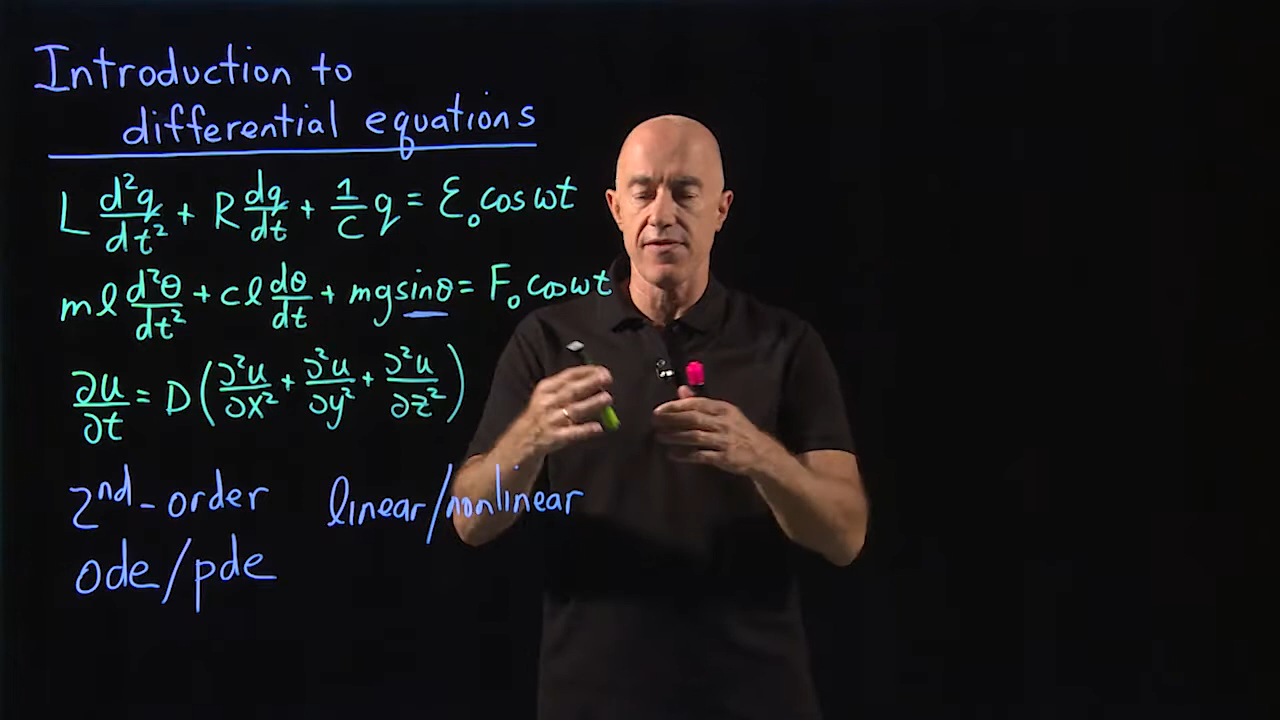 Introduction to
differential equations
L d²q/dt² + R dq/dt + 1/C q = ℰ₀ cos ωt
mℓ d²θ/dt² + cℓ dθ/dt + mg sinθ = F₀ cos ωt
∂u/∂t = D (∂²u/∂x² + ∂²u/∂y² + ∂²u/∂z²)
2nd-order linear/nonlinear
ode/pde